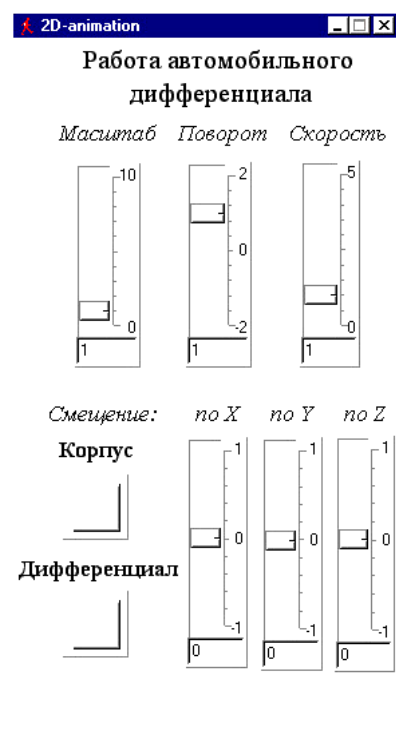 2D-animation
Работа автомобильного
дифференциала
Масштаб Поворот Скорость
10 2 5
0
0 -2 0
1 1 1
Смещение: по X по Y по Z
Корпус
1 1 1
0 0 0
Дифференциал
-1 -1 -1
0 0 0